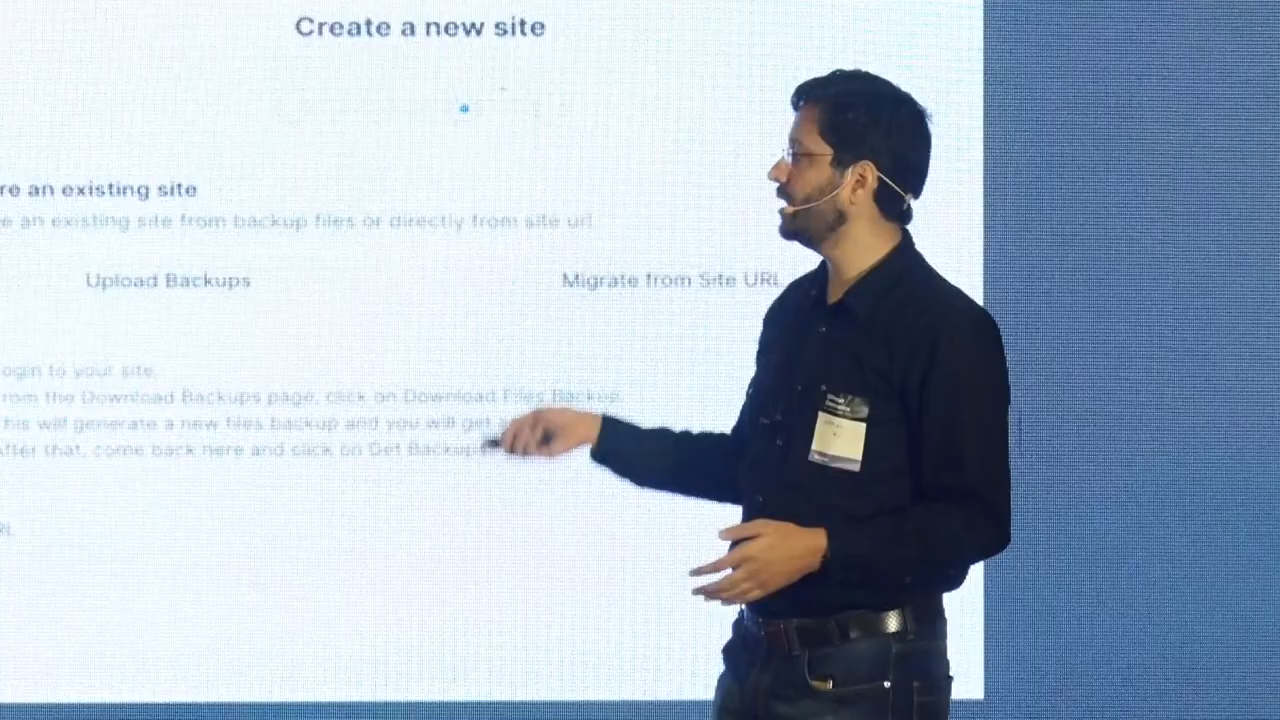 Create a new site
re an existing site
e an existing site from backup files or directly from site url
Upload Backups
Migrate from Site URL
ogin to your site.
rom the Download Backups page, click on Download Files Backup.
s will generate a new files backup and you will get
After that, come back here and click on Get Backups